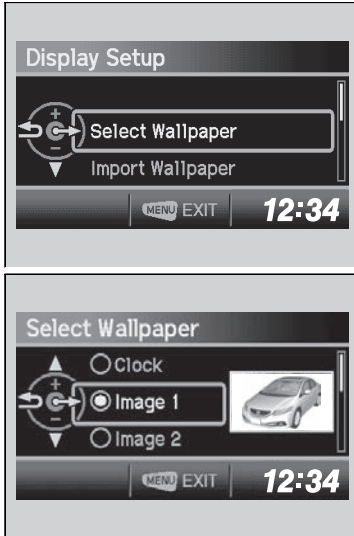 Display Setup
+
Select Wallpaper
−
Import Wallpaper
MENU EXIT 12:34
Select Wallpaper
Clock
+
Image 1
−
Image 2
MENU EXIT 12:34